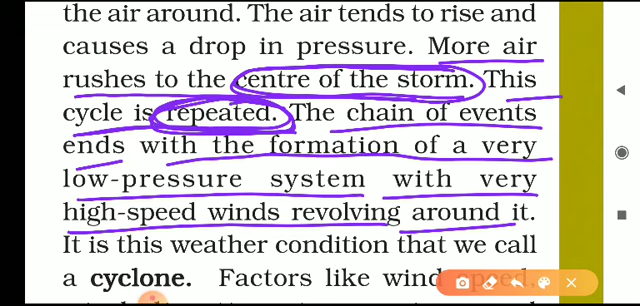 the air around. The air tends to rise and
causes a drop in pressure. More air
rushes to the centre of the storm. This
cycle is repeated. The chain of events
ends with the formation of a very
low-pressure system with very
high-speed winds revolving around it.
It is this weather condition that we call
a cyclone. Factors like wind speed,